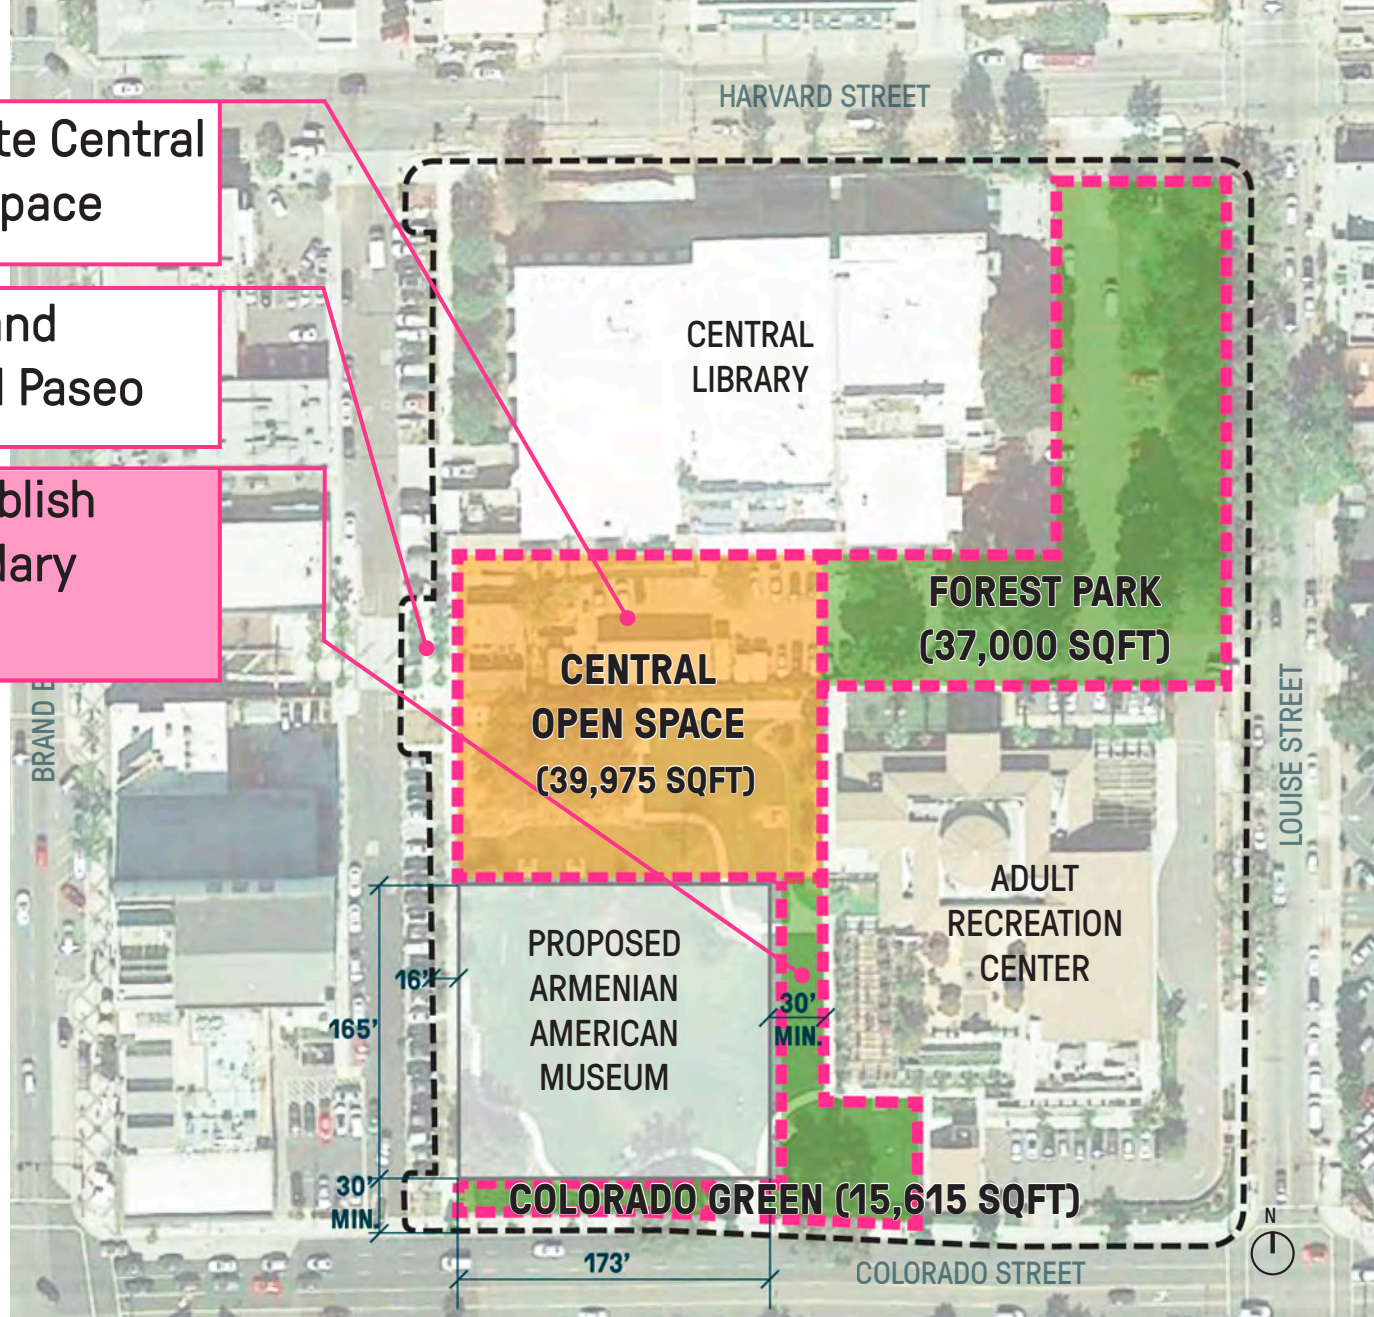 HARVARD STREET
te Central
pace
and
Paseo
blish
dary
BRAND
CENTRAL
LIBRARY
FOREST PARK
(37,000 SQFT)
CENTRAL
OPEN SPACE
(39,975 SQFT)
LOUISE STREET
ADULT
RECREATION
CENTER
PROPOSED
ARMENIAN
AMERICAN
MUSEUM
16'
165'
30'
MIN.
30'
MIN.
COLORADO GREEN (15,615 SQFT)
173'
COLORADO STREET
N